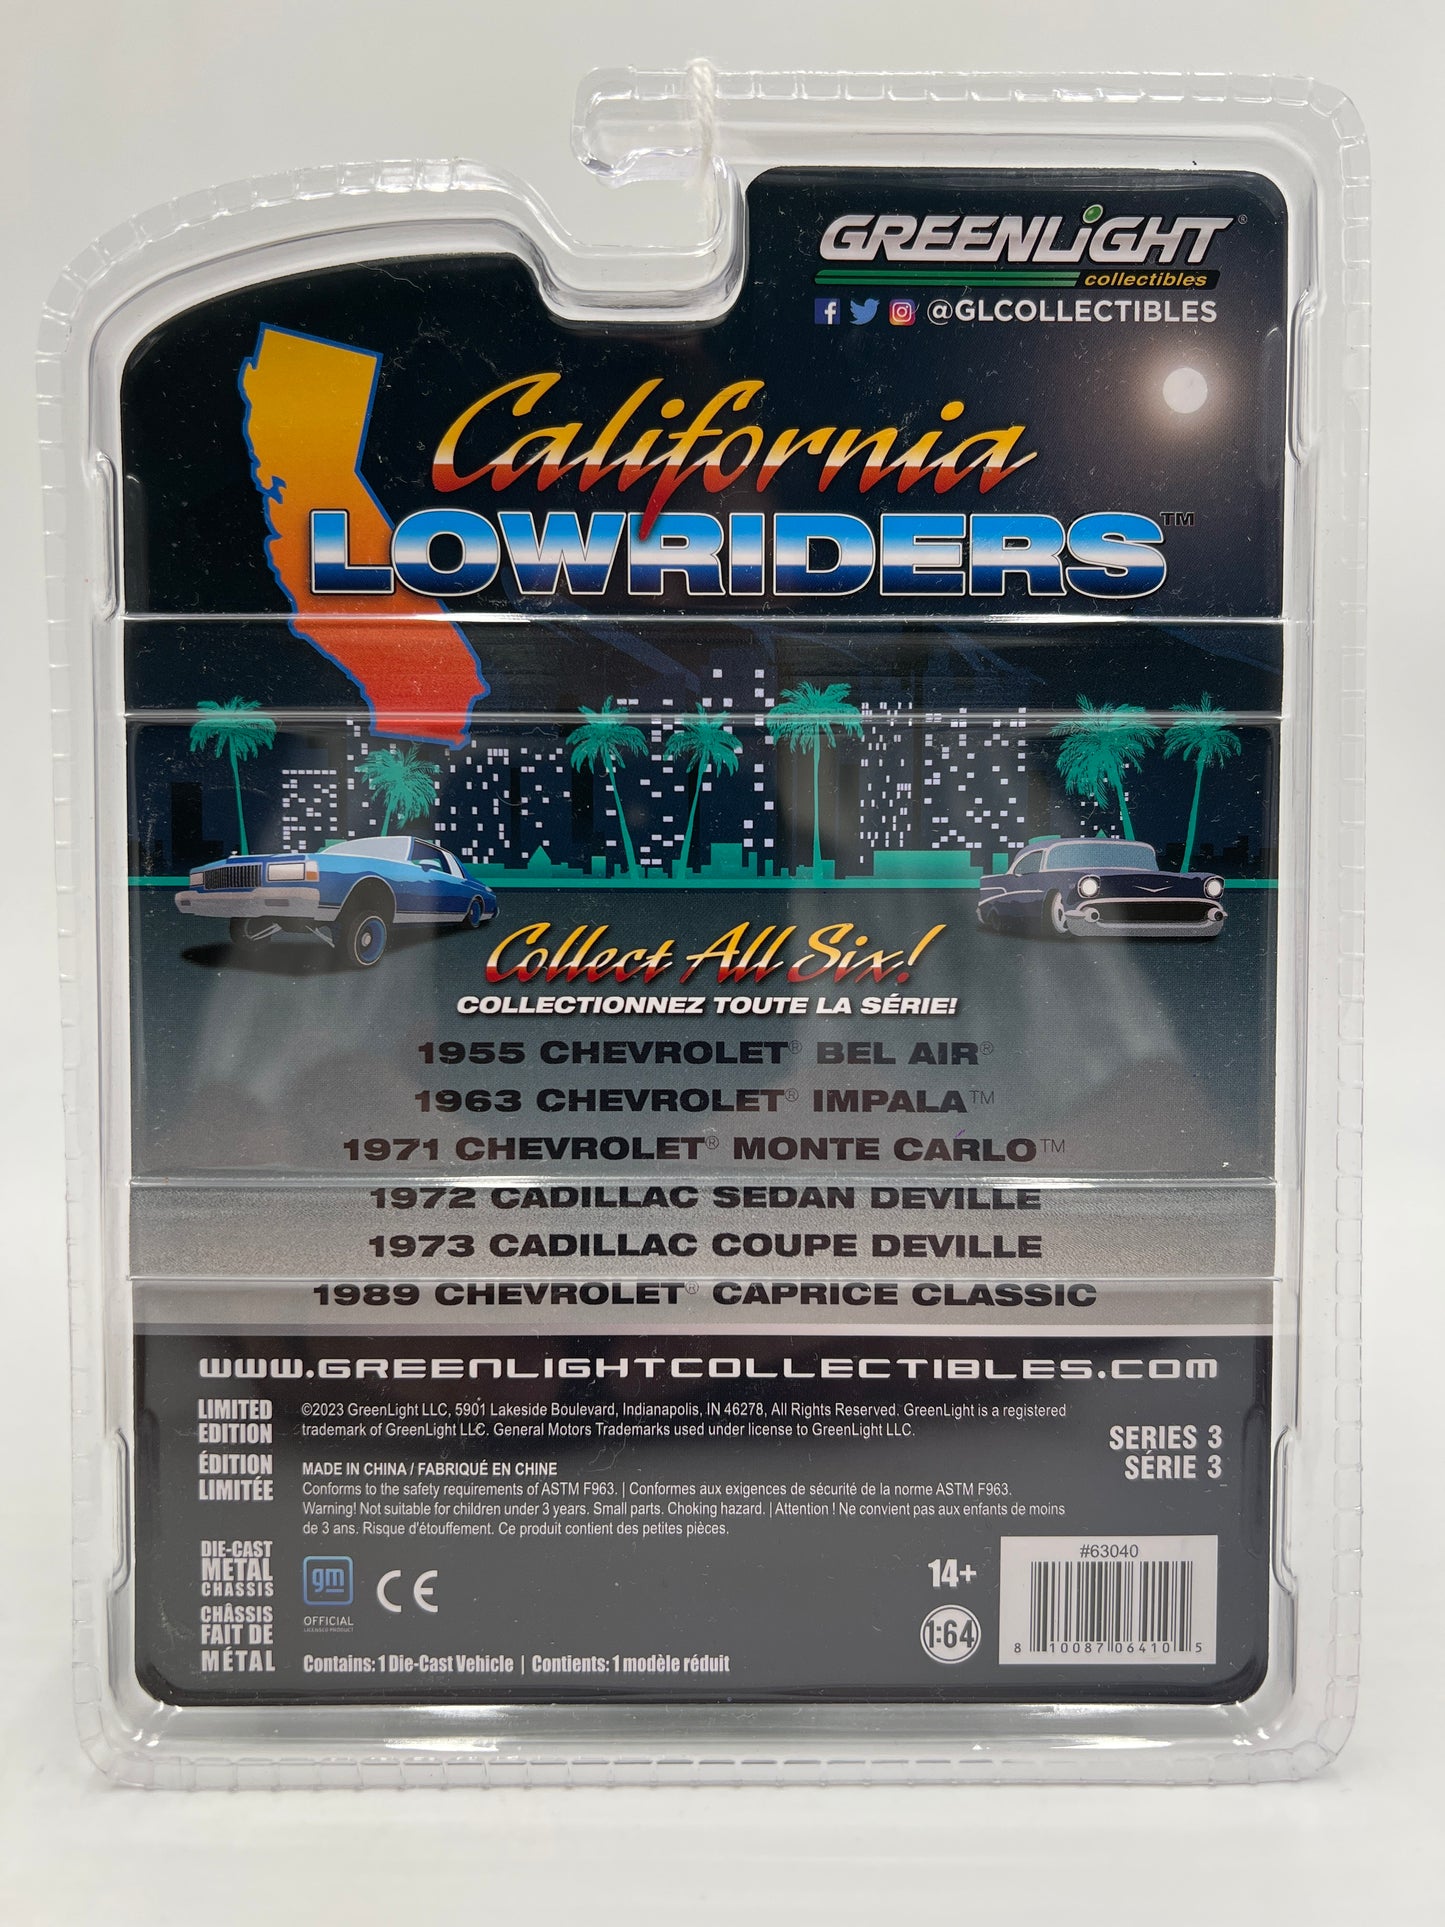 GREENLIGHT®
collectibles
@GLCOLLECTIBLES
California
LOWRIDERS™
Collect All Six!
COLLECTIONNEZ TOUTE LA SÉRIE!
1955 CHEVROLET® BEL AIR®
1963 CHEVROLET® IMPALA™
1971 CHEVROLET® MONTE CARLO™
1972 CADILLAC SEDAN DEVILLE
1973 CADILLAC COUPE DEVILLE
1989 CHEVROLET® CAPRICE CLASSIC
WWW.GREENLIGHTCOLLECTIBLES.COM
LIMITED
EDITION
ÉDITION
LIMITÉE
©2023 GreenLight LLC, 5901 Lakeside Boulevard, Indianapolis, IN 46278, All Rights Reserved. GreenLight is a registered
trademark of GreenLight LLC. General Motors Trademarks used under license to GreenLight LLC.
SERIES 3
SÉRIE 3
MADE IN CHINA / FABRIQUÉ EN CHINE
Conforms to the safety requirements of ASTM F963. | Conformes aux exigences de sécurité de la norme ASTM F963.
Warning! Not suitable for children under 3 years. Small parts. Choking hazard. | Attention ! Ne convient pas aux enfants de moins
de 3 ans. Risque d'étouffement. Ce produit contient des petites pièces.
DIE-CAST
METAL
CHASSIS
CHÂSSIS
FAIT DE
MÉTAL
gm
OFFICIAL
LICENSED PRODUCT
CE
14+
1:64
#63040
8 10087 06410 5
Contains: 1 Die-Cast Vehicle | Contients: 1 modèle réduit